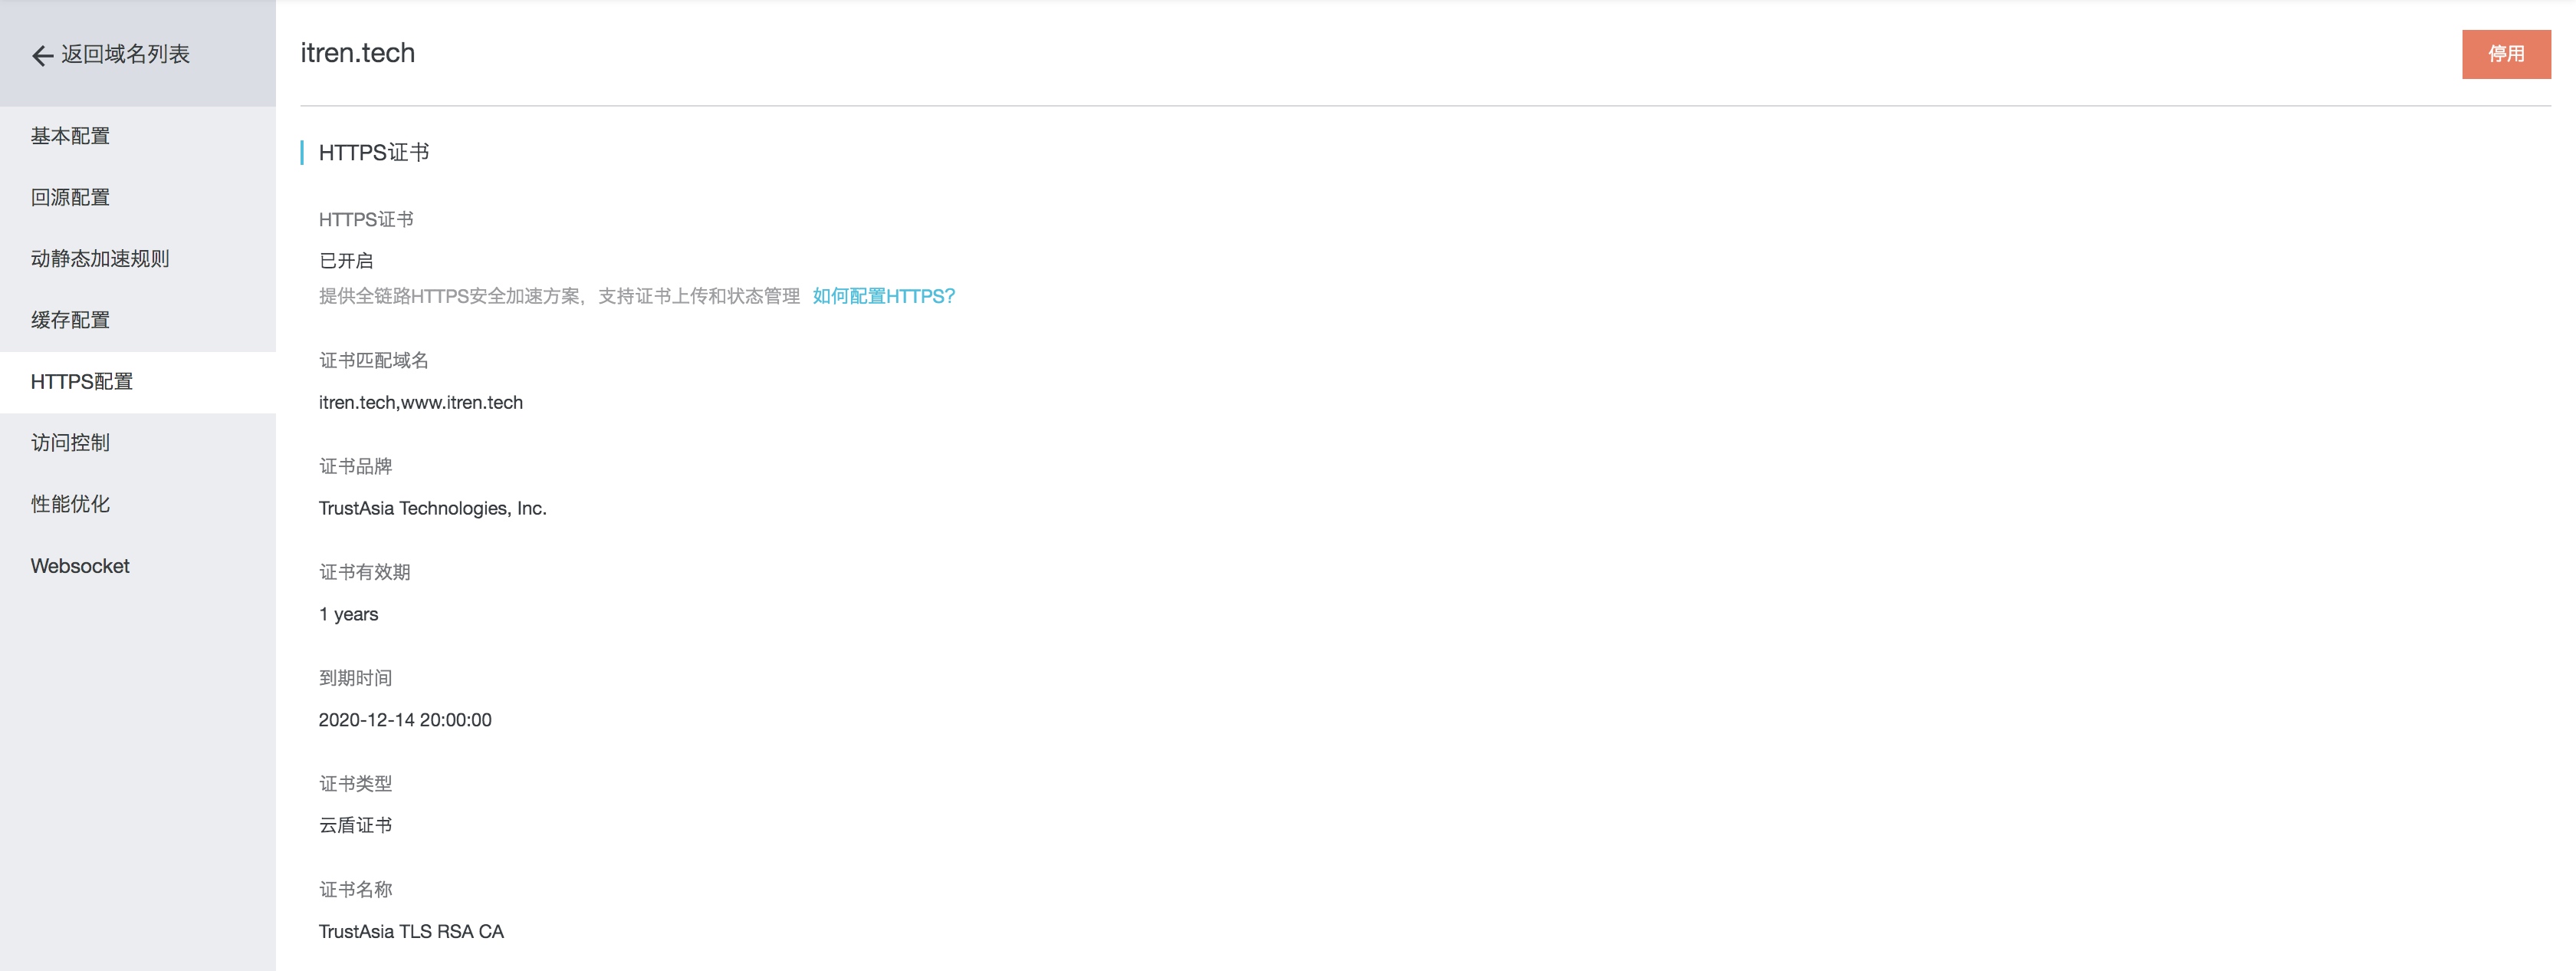 返回域名列表
基本配置
回源配置
动静态加速规则
缓存配置
HTTPS配置
访问控制
性能优化
Websocket
itren.tech
停用
HTTPS证书
HTTPS证书
已开启
提供全链路HTTPS安全加速方案，支持证书上传和状态管理 如何配置HTTPS?
证书匹配域名
itren.tech,www.itren.tech
证书品牌
TrustAsia Technologies, Inc.
证书有效期
1 years
到期时间
2020-12-14 20:00:00
证书类型
云盾证书
证书名称
TrustAsia TLS RSA CA